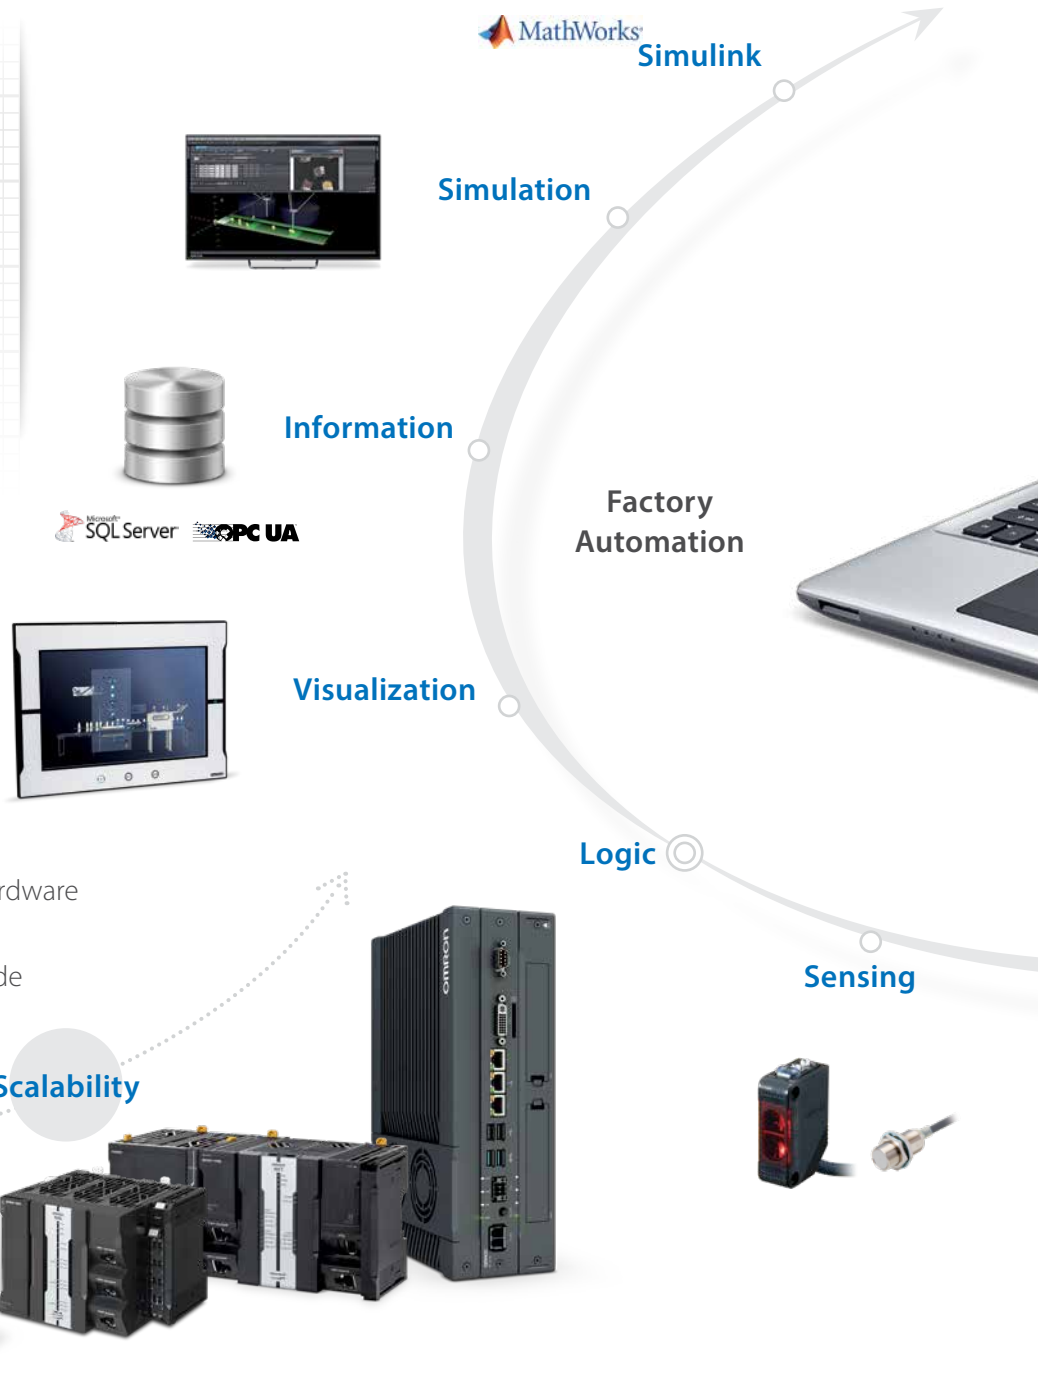 MathWorks
Simulink
Simulation
Information
Factory
Automation
Microsoft
SQL Server
OPC UA
Visualization
Logic
rdware
de
Sensing
Scalability
OMRON